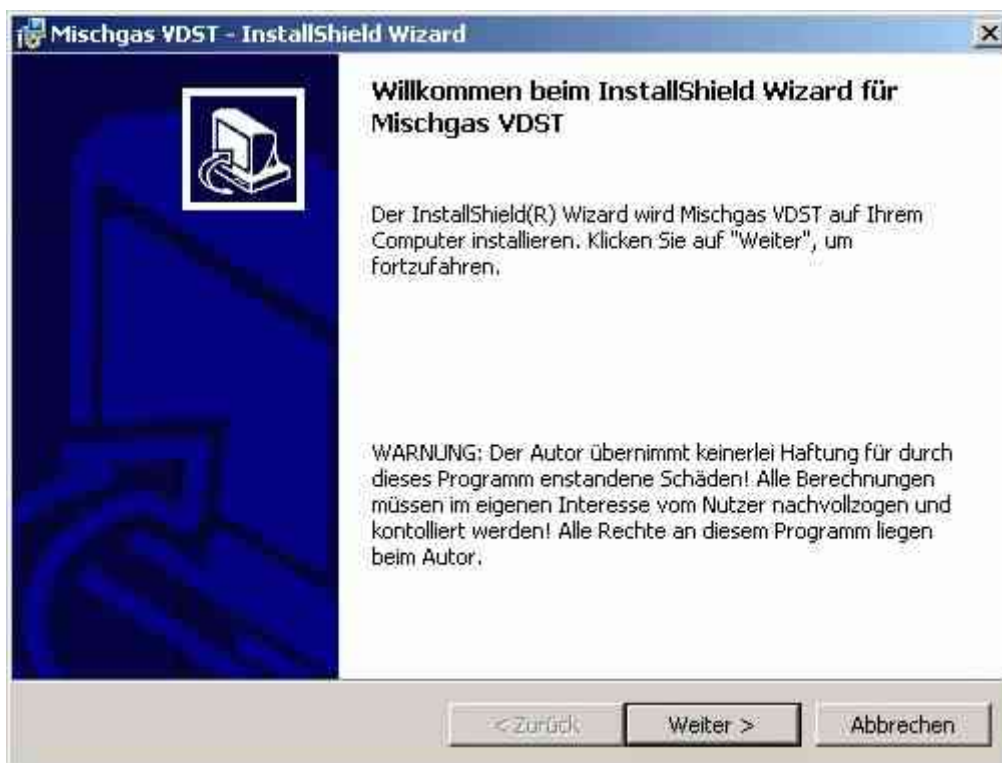 Mischgas VDST - InstallShield Wizard
Willkommen beim InstallShield Wizard für
Mischgas VDST
Der InstallShield(R) Wizard wird Mischgas VDST auf Ihrem
Computer installieren. Klicken Sie auf "Weiter", um
fortzufahren.
WARNUNG: Der Autor übernimmt keinerlei Haftung für durch
dieses Programm enstandene Schäden! Alle Berechnungen
müssen im eigenen Interesse vom Nutzer nachvollzogen und
kontolliert werden! Alle Rechte an diesem Programm liegen
beim Autor.
< Zurück
Weiter >
Abbrechen